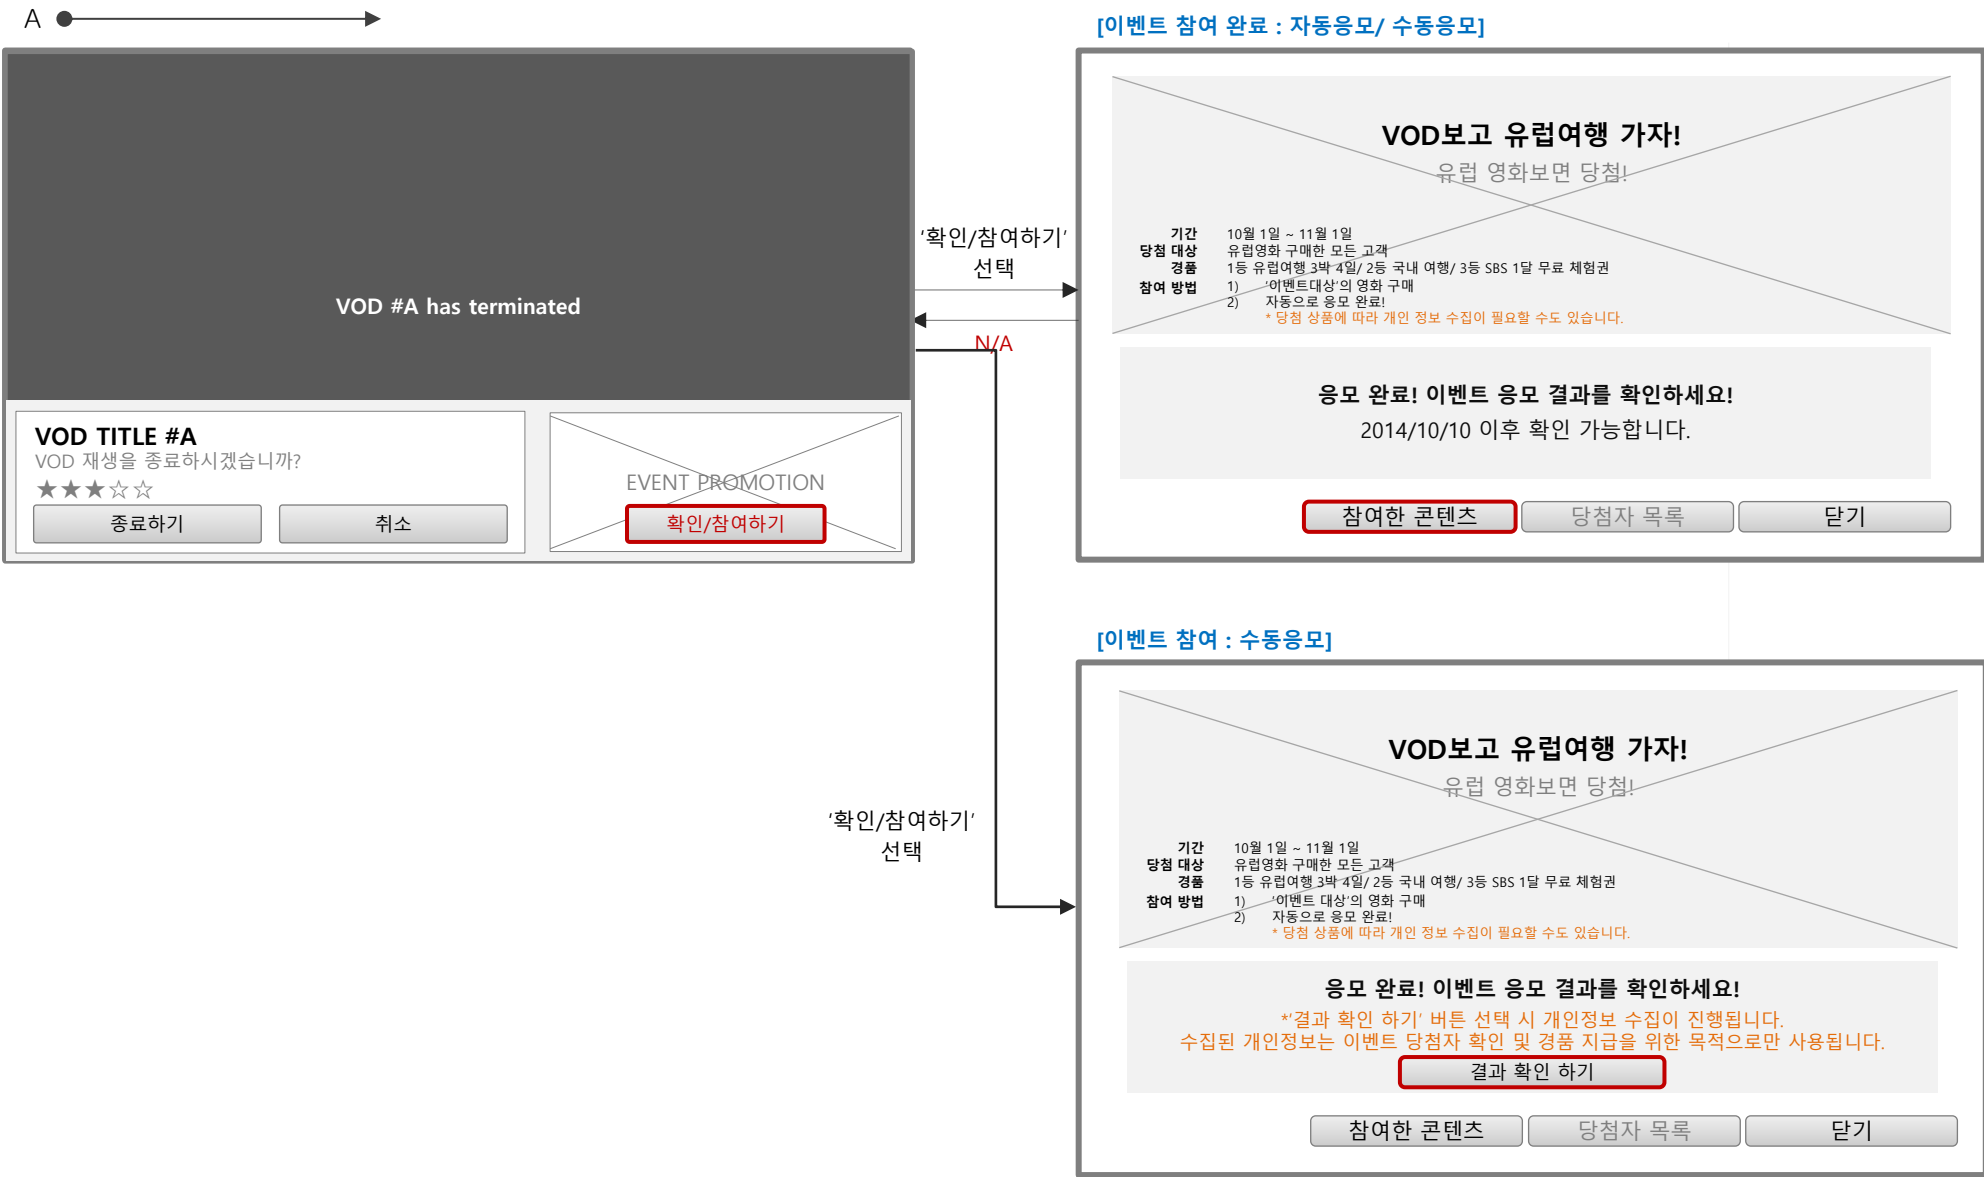 A
[이벤트 참여 완료 : 자동응모/ 수동응모]
VOD #A has terminated
VOD TITLE #A
VOD 재생을 종료하시겠습니까?
★★★☆☆
종료하기
취소
EVENT PROMOTION
확인/참여하기
'확인/참여하기'
선택
N/A
VOD보고 유럽여행 가자!
유럽 영화보면 당첨!
기간 10월 1일 ~ 11월 1일
당첨 대상 유럽영화 구매한 모든 고객
경품 1등 유럽여행 3박 4일/ 2등 국내 여행/ 3등 SBS 1달 무료 체험권
참여 방법 1) '이벤트대상'의 영화 구매
2) 자동으로 응모 완료!
* 당첨 상품에 따라 개인 정보 수집이 필요할 수도 있습니다.
응모 완료! 이벤트 응모 결과를 확인하세요!
2014/10/10 이후 확인 가능합니다.
참여한 콘텐츠
당첨자 목록
닫기
[이벤트 참여 : 수동응모]
'확인/참여하기'
선택
VOD보고 유럽여행 가자!
유럽 영화보면 당첨!
기간 10월 1일 ~ 11월 1일
당첨 대상 유럽영화 구매한 모든 고객
경품 1등 유럽여행 3박 4일/ 2등 국내 여행/ 3등 SBS 1달 무료 체험권
참여 방법 1) '이벤트 대상'의 영화 구매
2) 자동으로 응모 완료!
* 당첨 상품에 따라 개인 정보 수집이 필요할 수도 있습니다.
응모 완료! 이벤트 응모 결과를 확인하세요!
*'결과 확인 하기' 버튼 선택 시 개인정보 수집이 진행됩니다.
수집된 개인정보는 이벤트 당첨자 확인 및 경품 지급을 위한 목적으로만 사용됩니다.
결과 확인 하기
참여한 콘텐츠
당첨자 목록
닫기